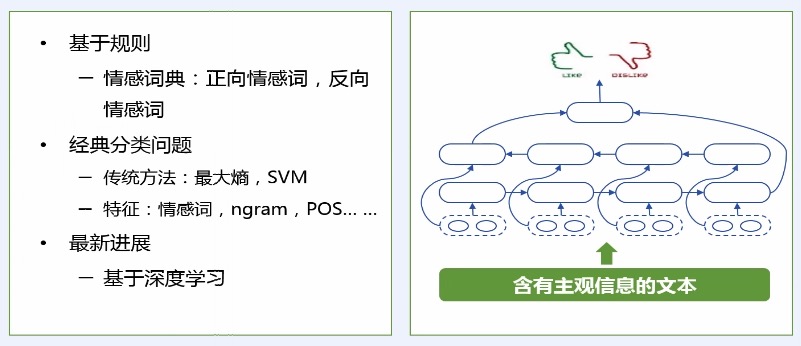 • 基于规则
– 情感词典：正向情感词，反向
情感词
• 经典分类问题
– 传统方法：最大熵，SVM
– 特征：情感词，ngram，POS... ...
• 最新进展
– 基于深度学习
LIKE DISLIKE
含有主观信息的文本